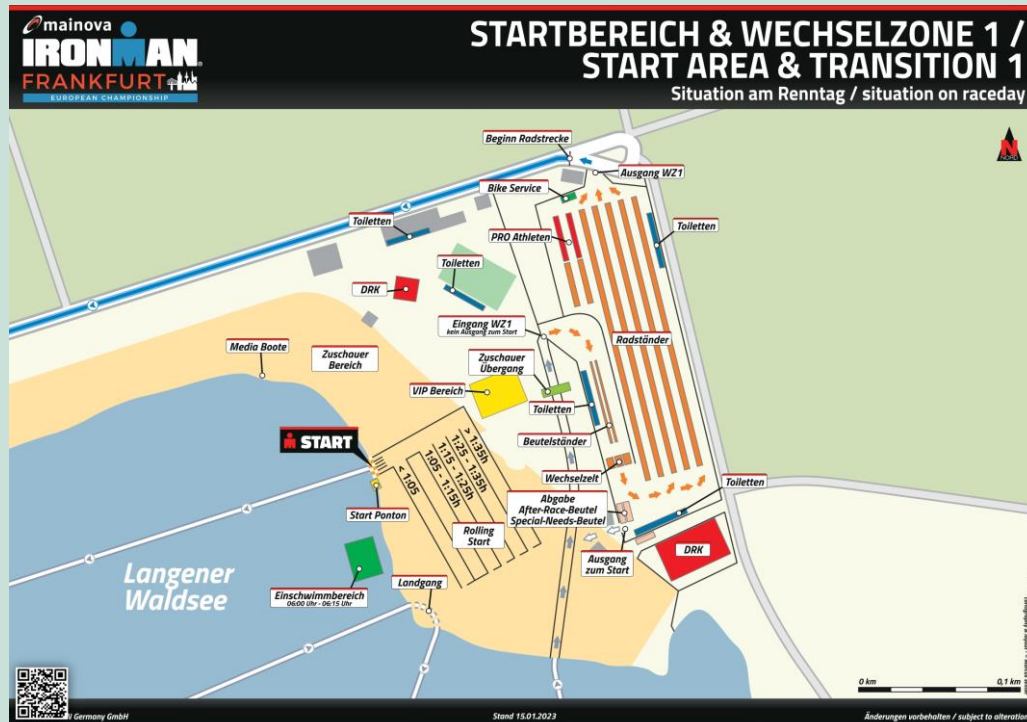 mainova
IRONMAN
FRANKFURT
EUROPEAN CHAMPIONSHIP
STARTBEREICH & WECHSELZONE 1 /
START AREA & TRANSITION 1
Situation am Renntag / situation on raceday
NORD
Beginn Radstrecke
Ausgang WZ1
Bike Service
Toiletten
PRO Athleten
Toiletten
Toiletten
DRK
Eingang WZ1
kein Ausgang zum Start
Radständer
Media Boote
Zuschauer
Bereich
Zuschauer
Übergang
VIP Bereich
Toiletten
Beutelständer
START
< 1:05
1:05 - 1:15h
1:15 - 1:25h
1:25 - 1:35h
> 1:35h
Wechselzelt
Toiletten
Abgabe
After-Race-Beutel
Special-Needs-Beutel
Start Ponton
Rolling
Start
DRK
Ausgang
zum Start
Langener
Waldsee
Einschwimmbereich
06:00 Uhr - 06:15 Uhr
Landgang
0 km
0,1 km
Germany GmbH
Stand 15.01.2023
Änderungen vorbehalten / subject to alteration